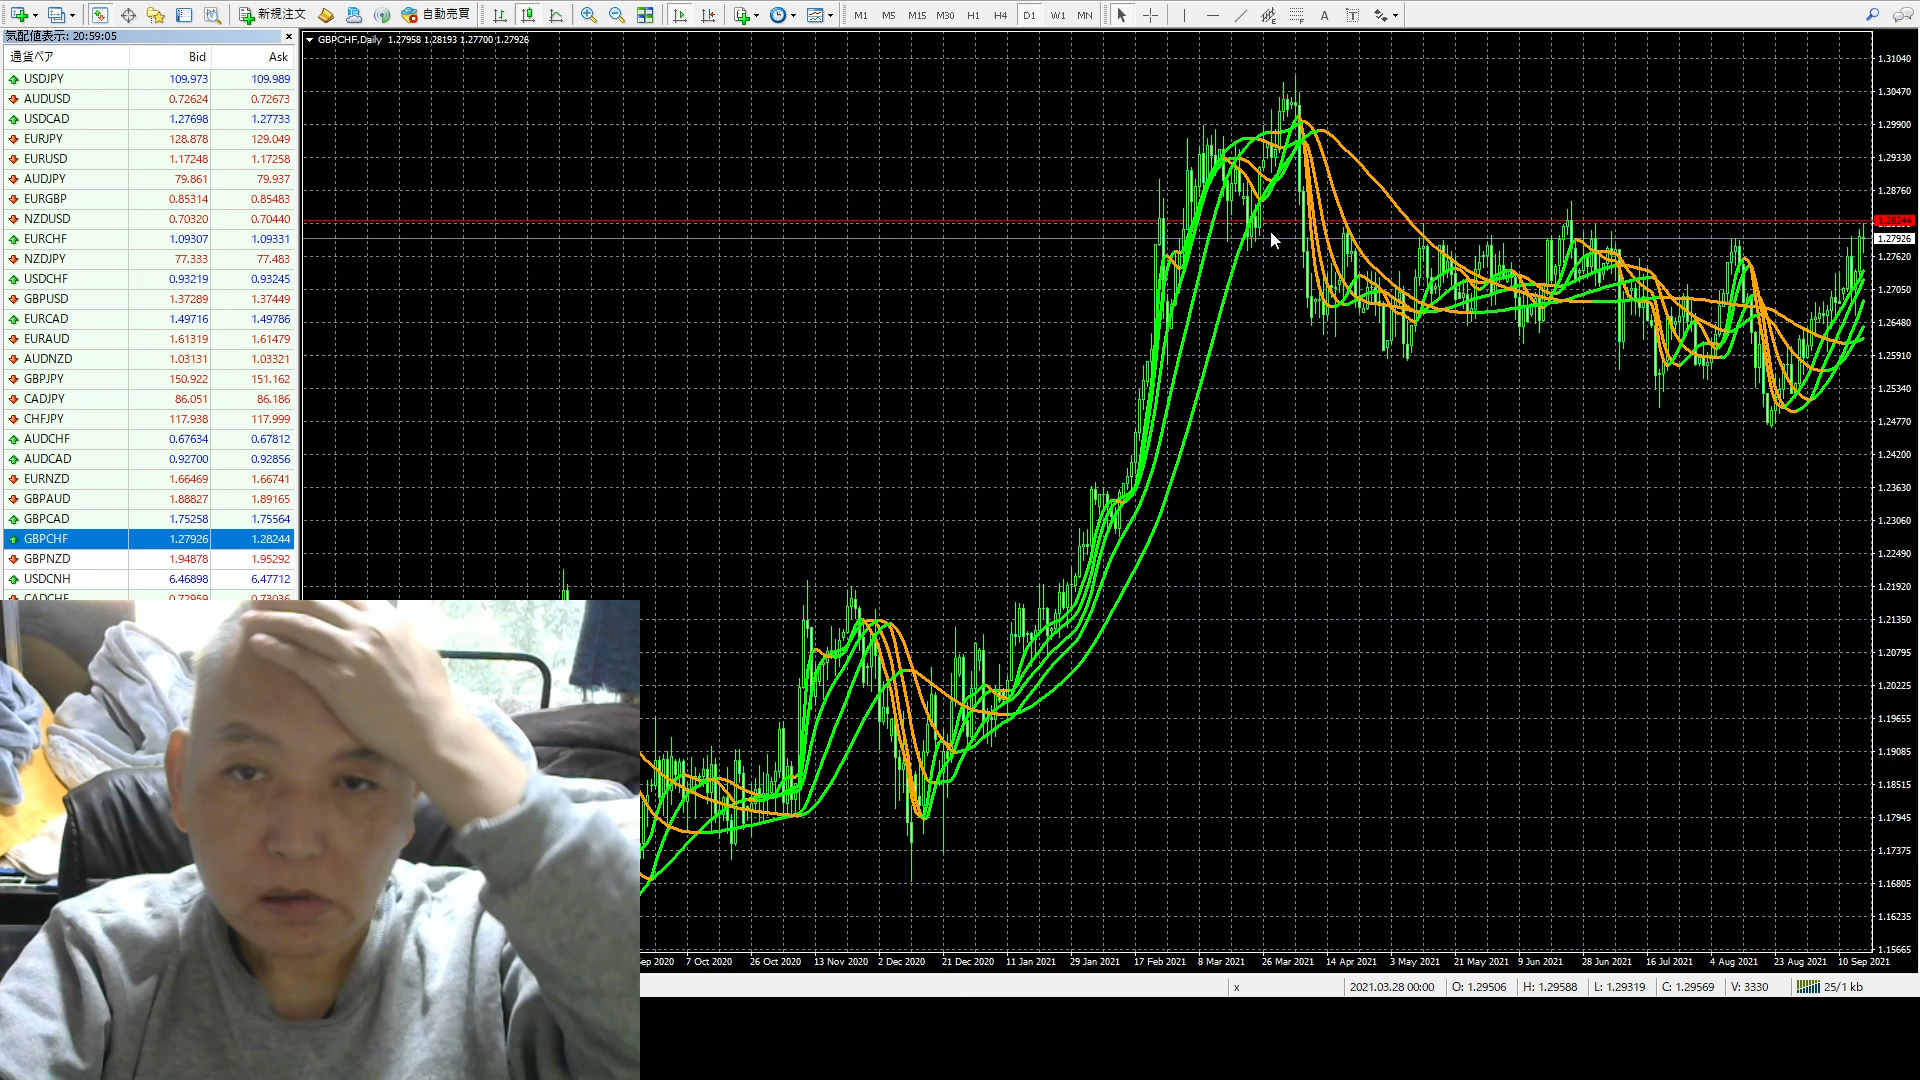 新規注文 自動売買 M1 M5 M15 M30 H1 H4 D1 W1 MN
気配値表示: 20:59:05
通貨ペア Bid Ask
USDJPY 109.973 109.989
AUDUSD 0.72624 0.72673
USDCAD 1.27698 1.27733
EURJPY 128.878 129.049
EURUSD 1.17248 1.17258
AUDJPY 79.861 79.937
EURGBP 0.85314 0.85483
NZDUSD 0.70320 0.70440
EURCHF 1.09307 1.09331
NZDJPY 77.333 77.483
USDCHF 0.93219 0.93245
GBPUSD 1.37289 1.37449
EURCAD 1.49716 1.49786
EURAUD 1.61319 1.61479
AUDNZD 1.03131 1.03321
GBPJPY 150.922 151.162
CADJPY 86.051 86.186
CHFJPY 117.938 117.999
AUDCHF 0.67634 0.67812
AUDCAD 0.92700 0.92856
EURNZD 1.66469 1.66741
GBPAUD 1.88827 1.89165
GBPCAD 1.75258 1.75564
GBPCHF 1.27926 1.28244
GBPNZD 1.94878 1.95292
USDCNH 6.46898 6.47712
CADCHF 0.72959 0.73036
GBPCHF,Daily 1.27958 1.28193 1.27700 1.27926
1.31040
1.30470
1.29900
1.29330
1.28760
1.28244
1.27926
1.27620
1.27050
1.26480
1.25910
1.25340
1.24770
1.24200
1.23630
1.23060
1.22490
1.21920
1.21350
1.20795
1.20225
1.19655
1.19085
1.18515
1.17945
1.17375
1.16805
1.16235
1.15665
ep 2020 7 Oct 2020 26 Oct 2020 13 Nov 2020 2 Dec 2020 21 Dec 2020 11 Jan 2021 29 Jan 2021 17 Feb 2021 8 Mar 2021 26 Mar 2021 14 Apr 2021 3 May 2021 21 May 2021 9 Jun 2021 28 Jun 2021 16 Jul 2021 4 Aug 2021 23 Aug 2021 10 Sep 2021
x 2021.03.28 00:00 O: 1.29506 H: 1.29588 L: 1.29319 C: 1.29569 V: 3330 25/1 kb